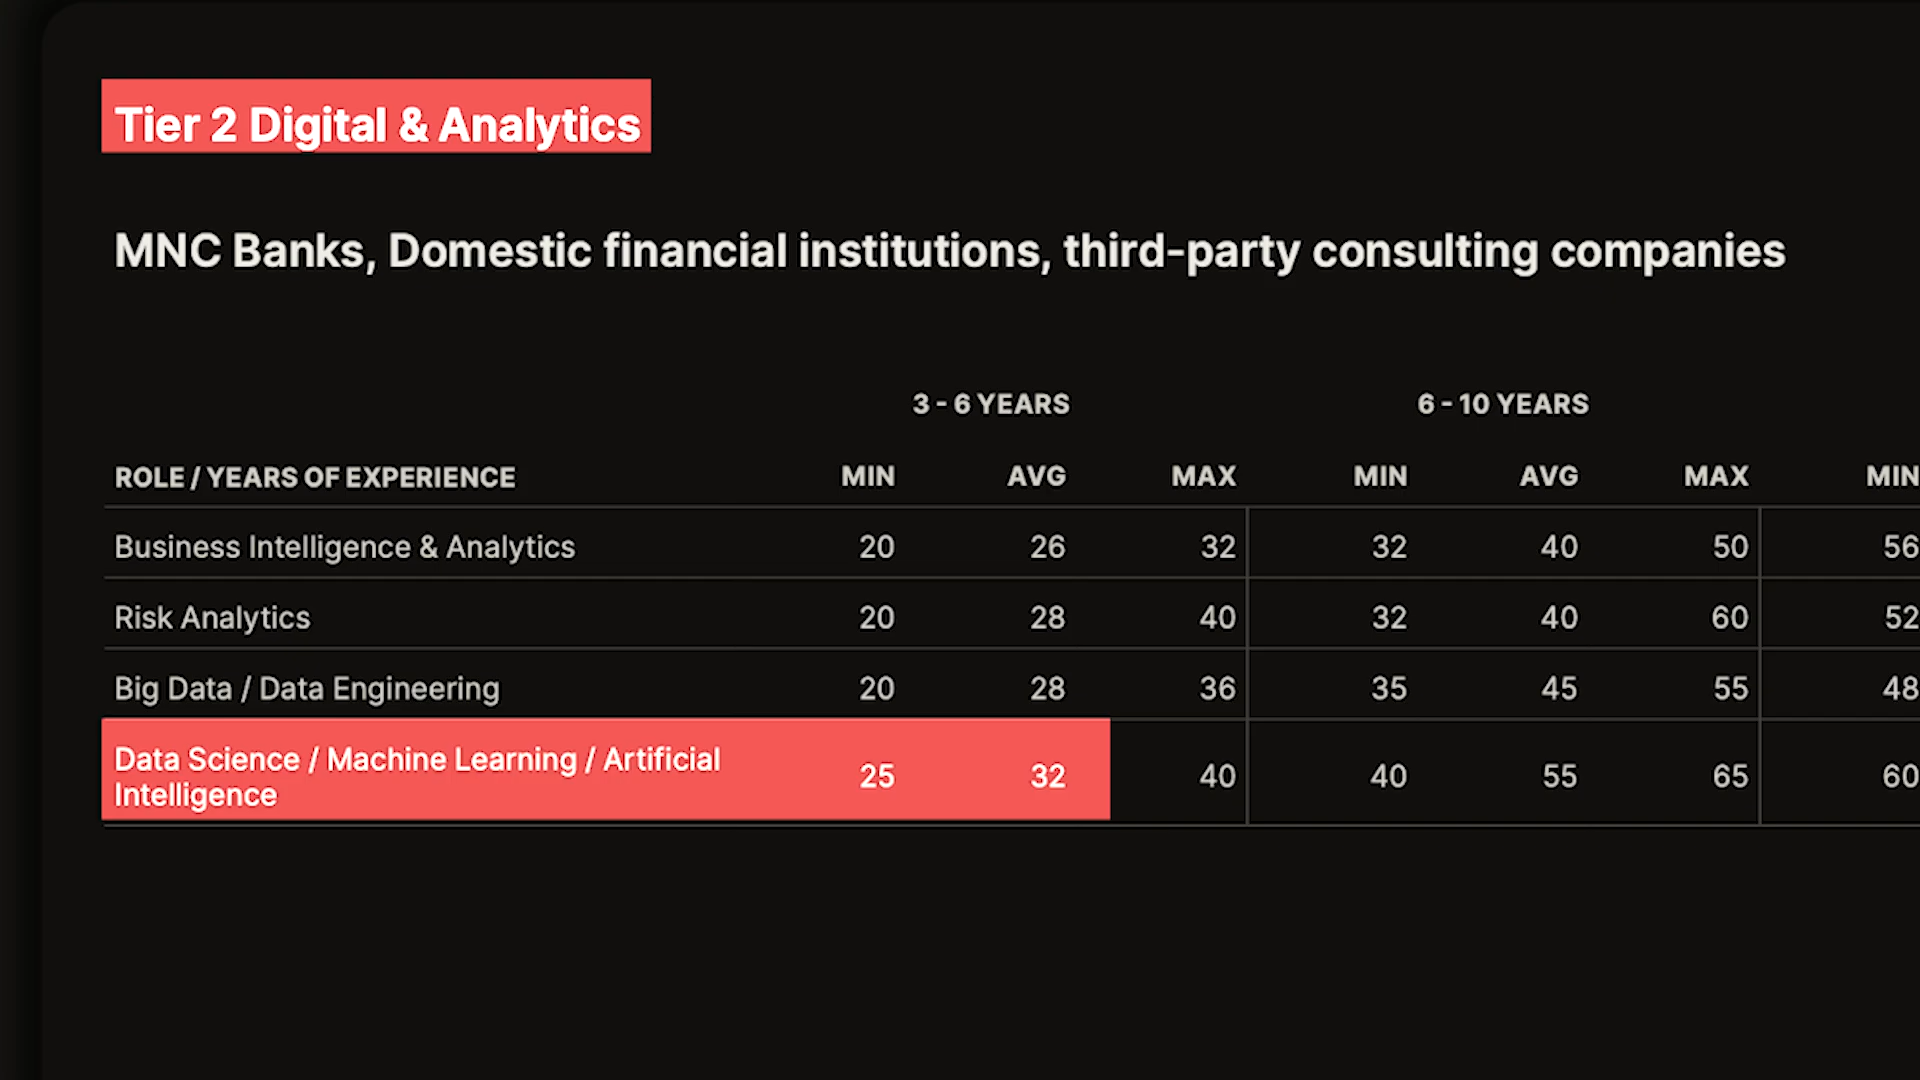 Tier 2 Digital & Analytics
MNC Banks, Domestic financial institutions, third-party consulting companies
3 - 6 YEARS 6 - 10 YEARS
ROLE / YEARS OF EXPERIENCE MIN AVG MAX MIN AVG MAX MIN
Business Intelligence & Analytics 20 26 32 32 40 50 56
Risk Analytics 20 28 40 32 40 60 52
Big Data / Data Engineering 20 28 36 35 45 55 48
Data Science / Machine Learning / Artificial
Intelligence 25 32 40 40 55 65 60